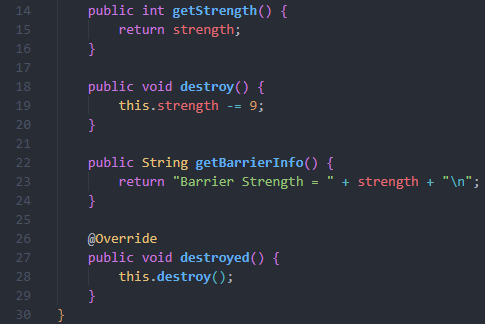 14 public int getStrength() {
15 return strength;
16 }
17
18 public void destroy() {
19 this.strength -= 9;
20 }
21
22 public String getBarrierInfo() {
23 return "Barrier Strength = " + strength + "\n";
24 }
25
26 @Override
27 public void destroyed() {
28 this.destroy();
29 }
30 }